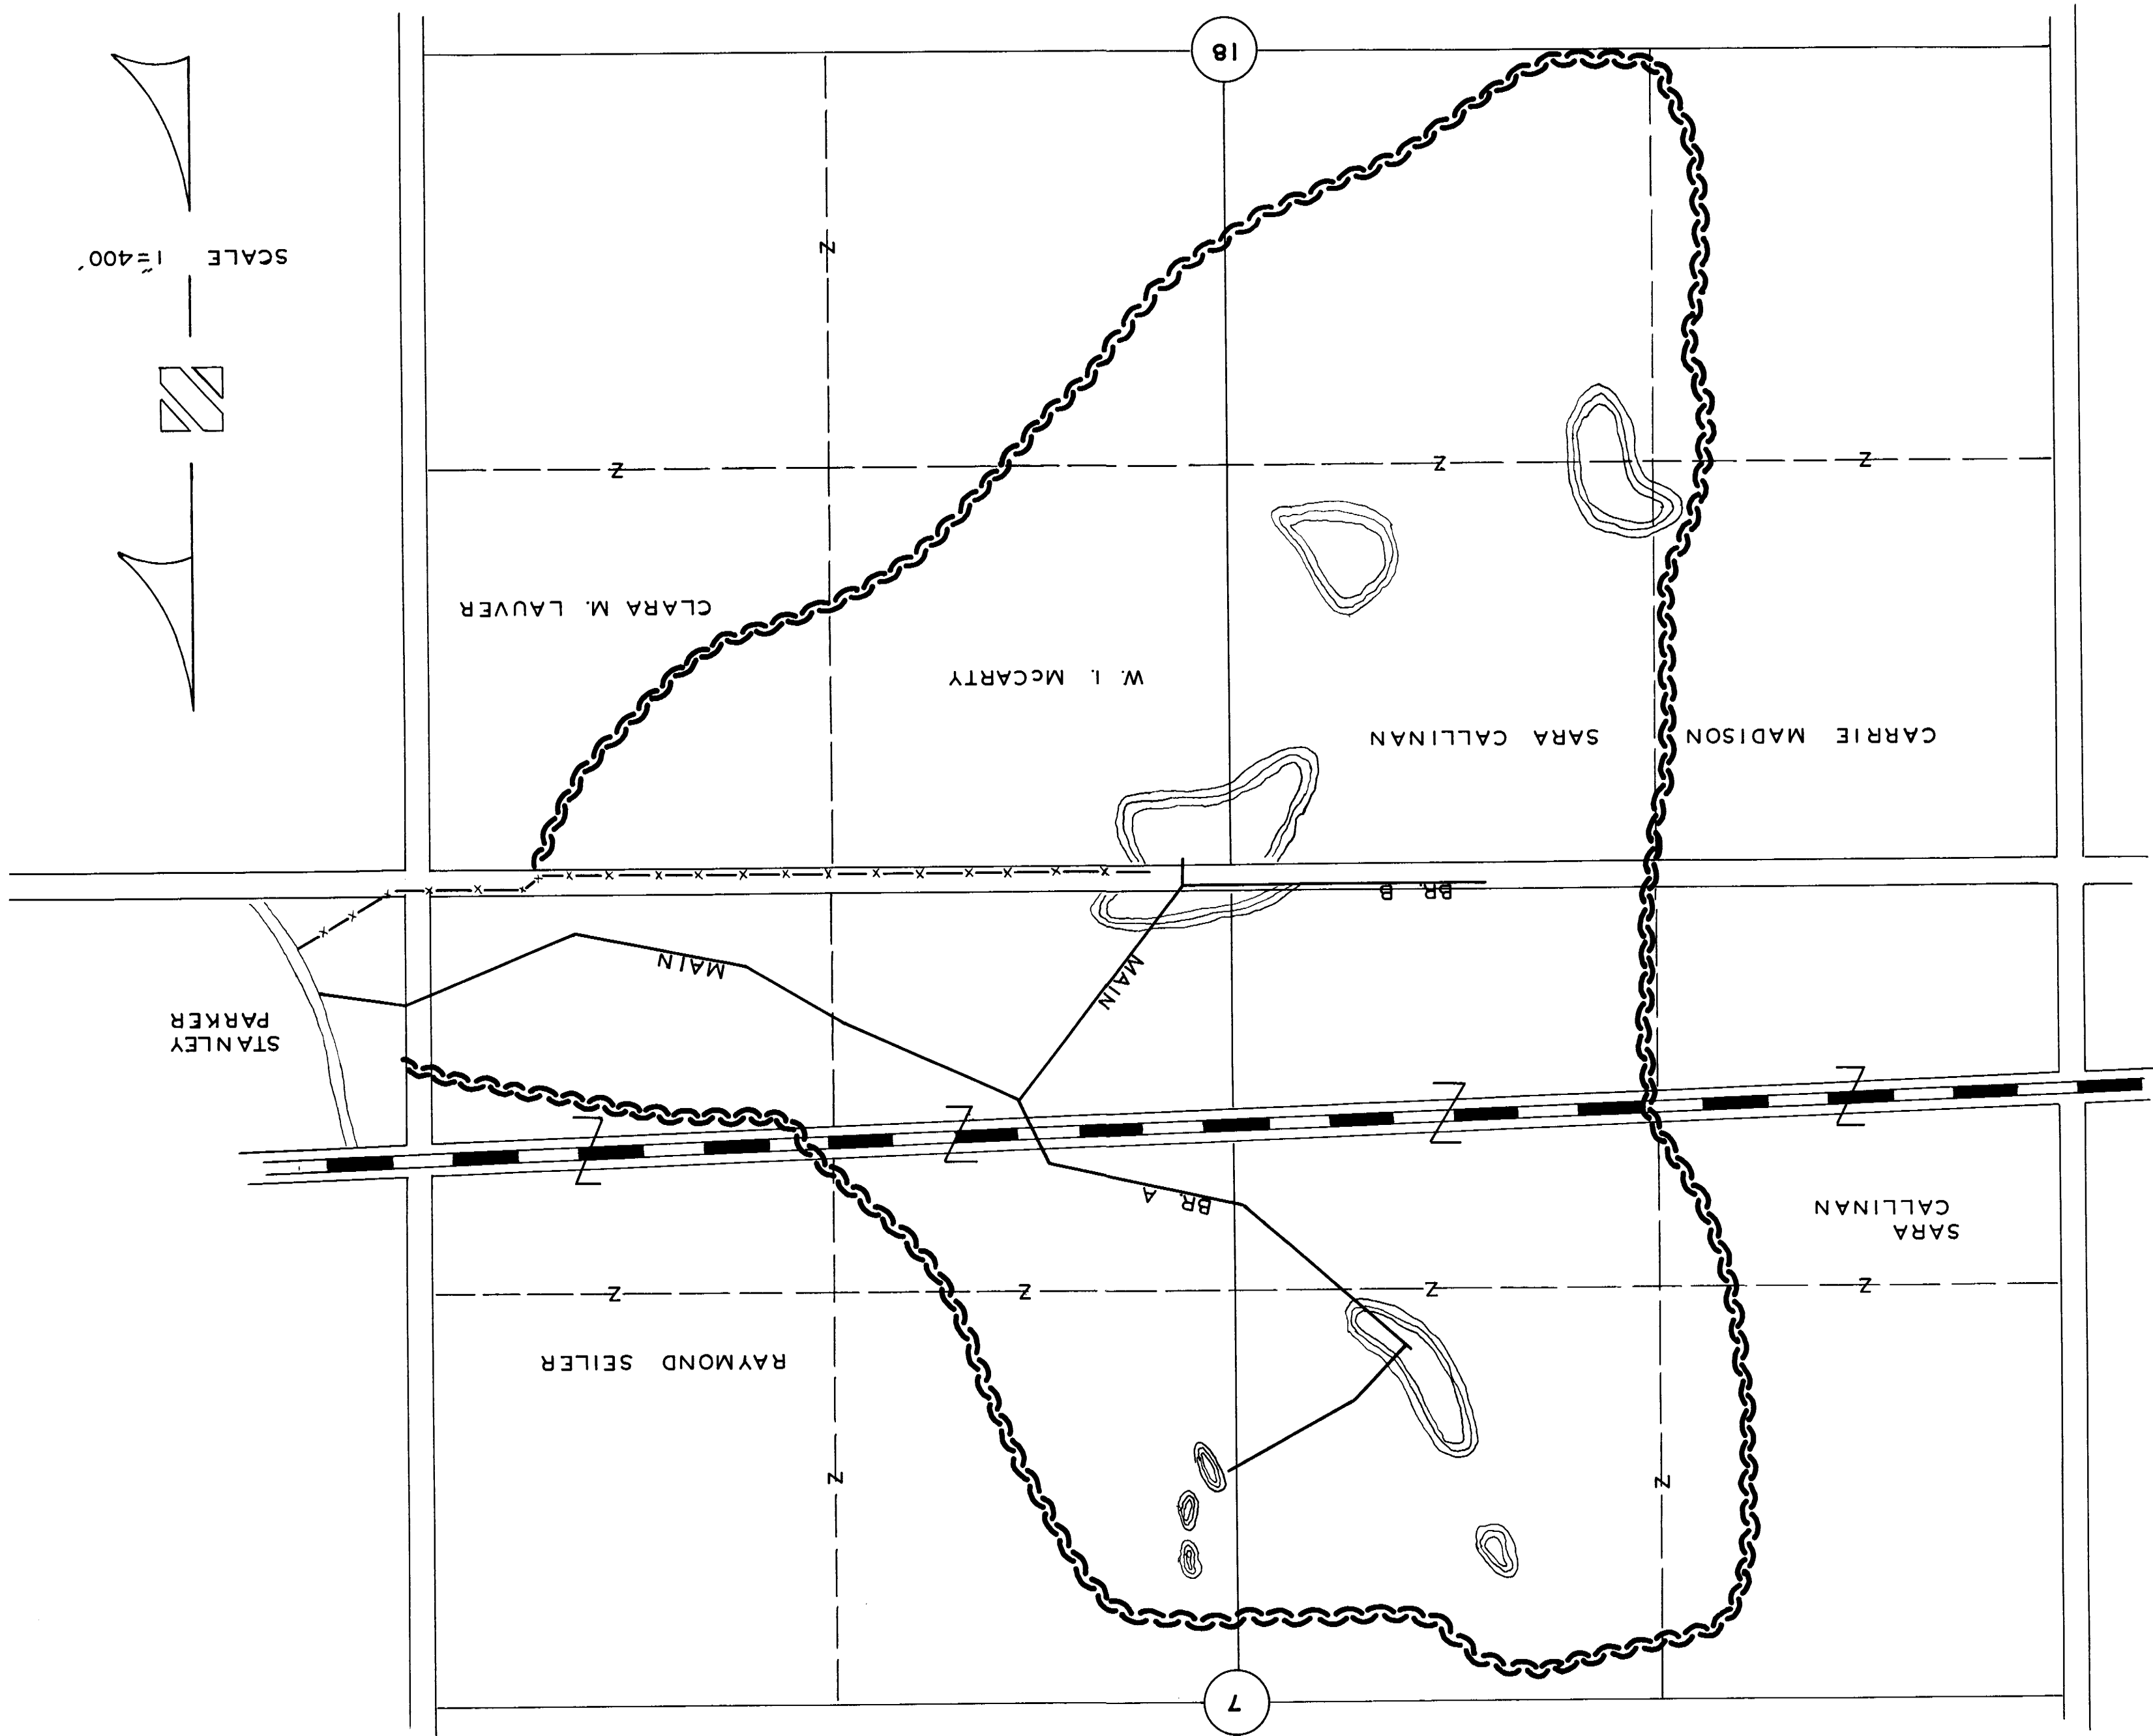 7
RAYMOND SEILER
SARA
CALLINAN
BR. A
STANLEY
PARKER
MAIN
MAIN
BR. B
CARRIE MADISON
SARA CALLINAN
W. I. McCARTY
CLARA M. LAUVER
SCALE 1"=400'
18